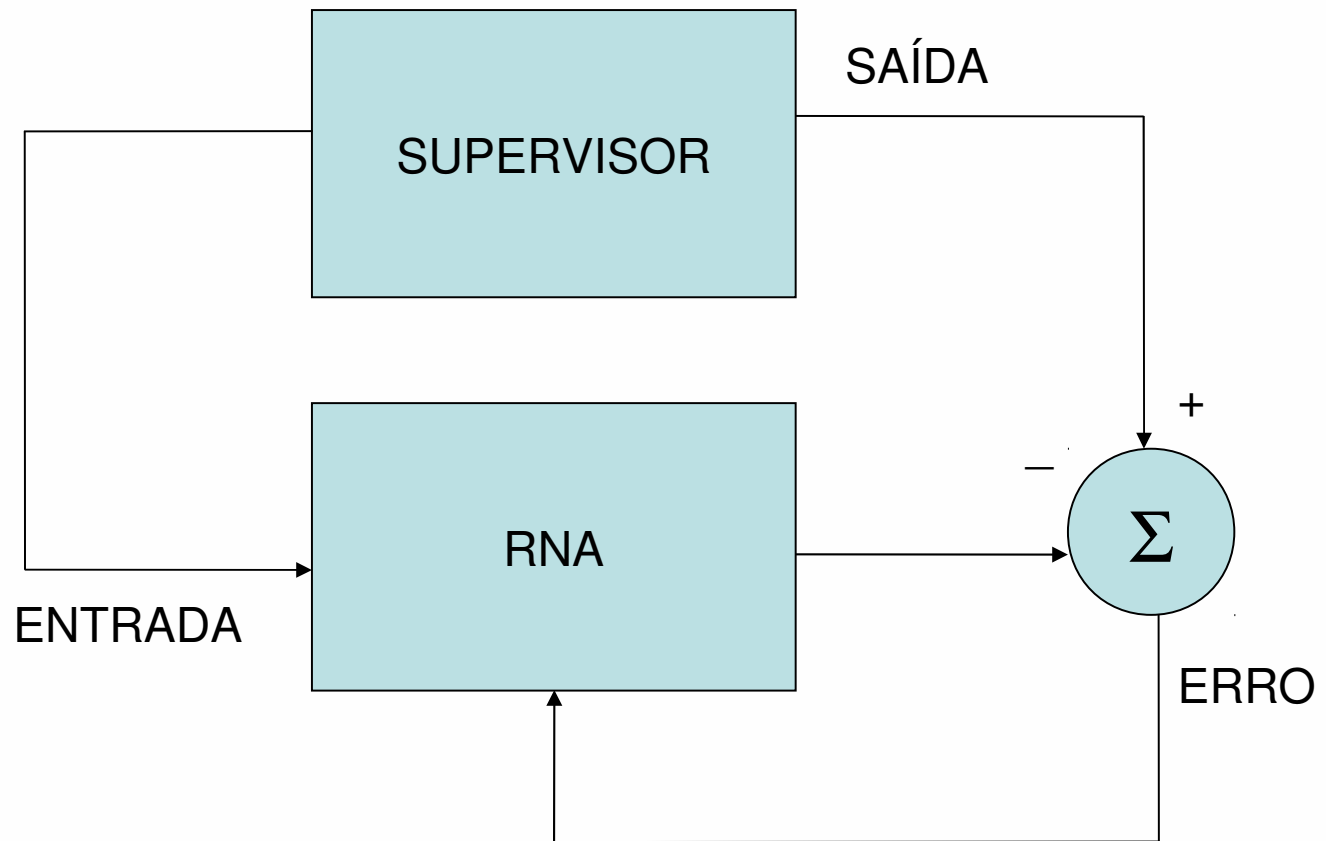 SAÍDA
SUPERVISOR
+
–
Σ
RNA
ENTRADA
ERRO